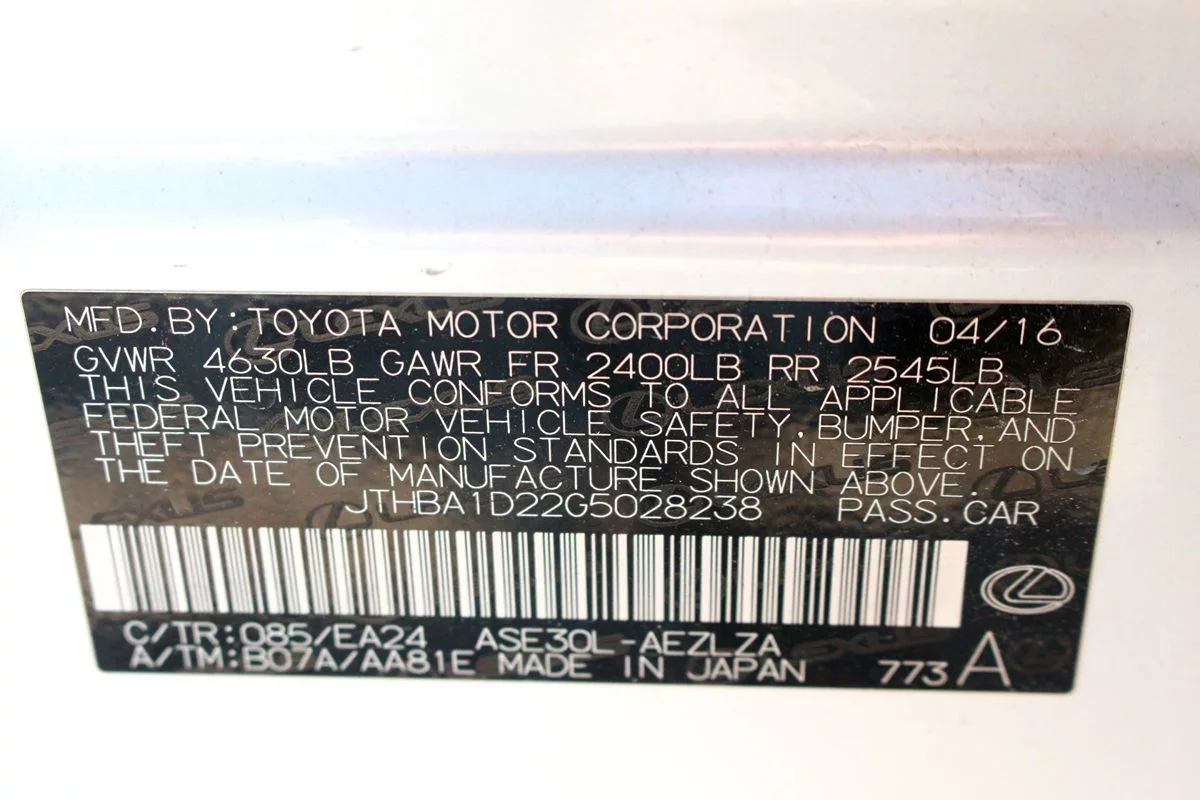 MFD. BY: TOYOTA MOTOR CORPORATION 04/16
GVWR 4630LB GAWR FR 2400LB RR 2545LB
THIS VEHICLE CONFORMS TO ALL APPLICABLE
FEDERAL MOTOR VEHICLE SAFETY, BUMPER, AND
THEFT PREVENTION STANDARDS IN EFFECT ON
THE DATE OF MANUFACTURE SHOWN ABOVE.
JTHBA1D22G5028238 PASS. CAR
C/TR: 085/EA24 ASE30L-AEZLZA
A/TM: B07A/AA81E MADE IN JAPAN 773 A